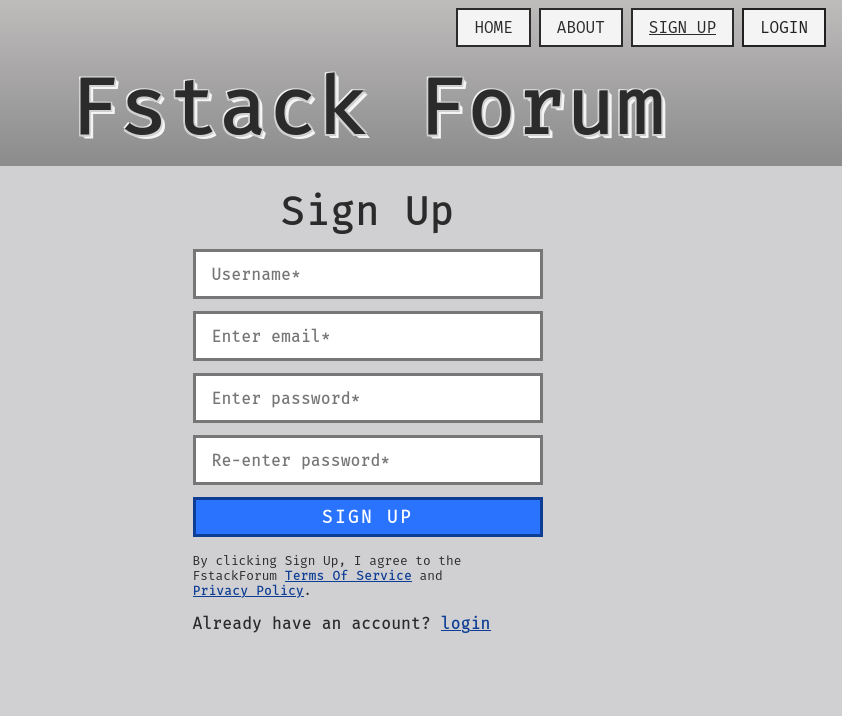 HOME ABOUT SIGN UP LOGIN
Fstack Forum
Sign Up
Username*
Enter email*
Enter password*
Re-enter password*
SIGN UP
By clicking Sign Up, I agree to the
FstackForum Terms Of Service and
Privacy Policy.
Already have an account? login